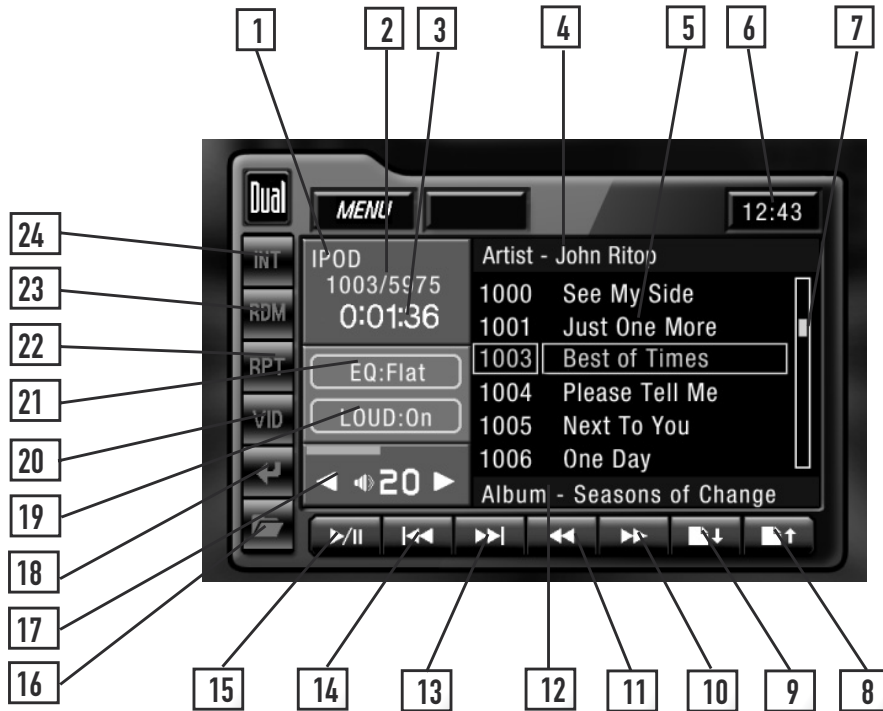 1 2 3 4 5 6 7
Dual
MENU
12:43
24
INT
IPOD
1003/5975
0:01:36
Artist - John Ritop
1000 See My Side
23
RDM
1001 Just One More
22
RPT
1003 Best of Times
EQ:Flat
21
1004 Please Tell Me
20
VID
LOUD:On
1005 Next To You
19
1006 One Day
20
Album - Seasons of Change
18
17
16
15 14 13 12 11 10 9 8